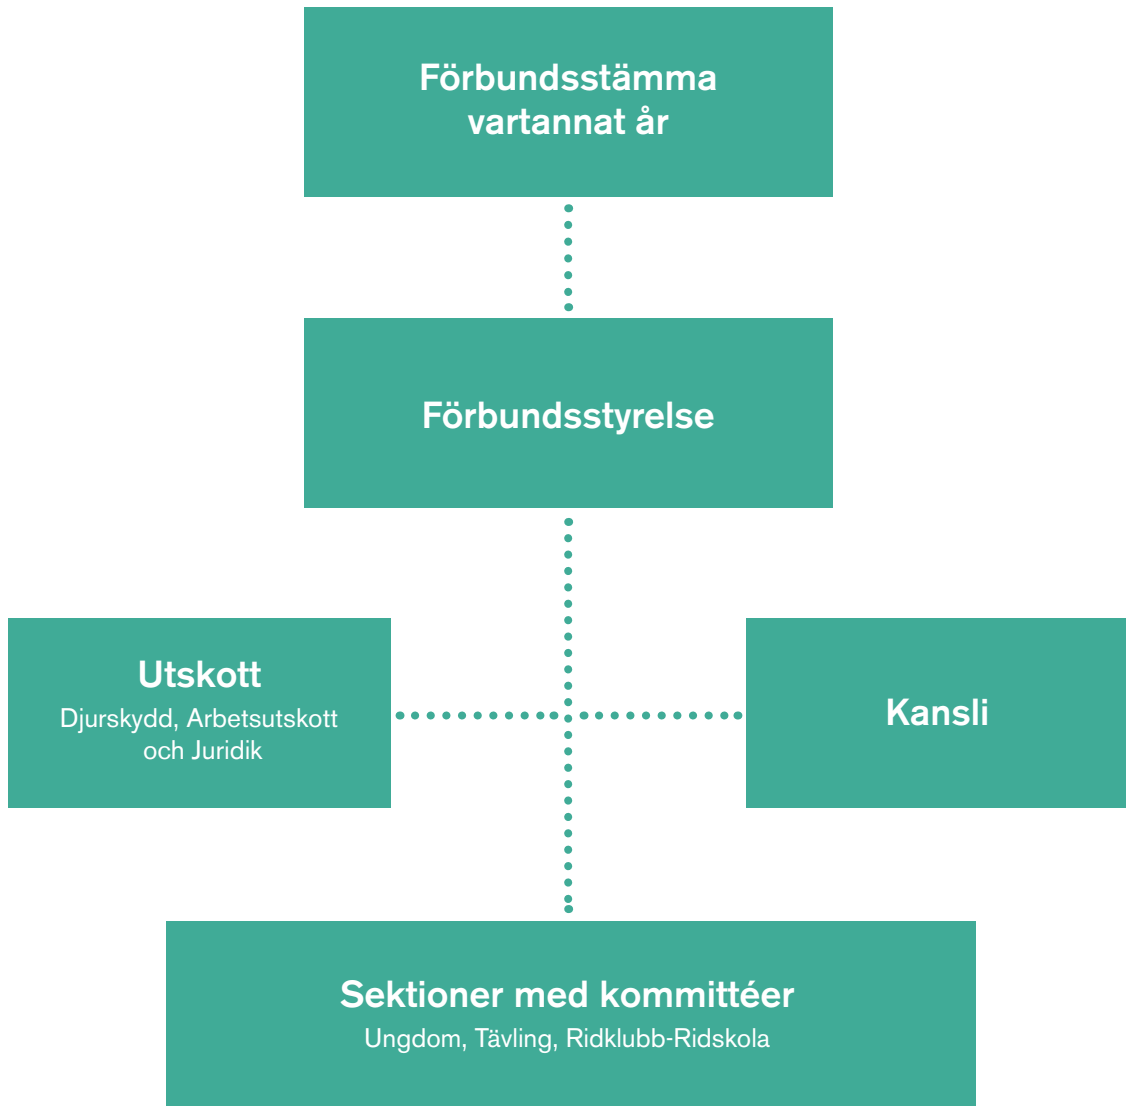 Förbundsstämma
vartannat år
Förbundsstyrelse
Utskott
Djurskydd, Arbetsutskott
och Juridik
Kansli
Sektioner med kommittéer
Ungdom, Tävling, Ridklubb-Ridskola